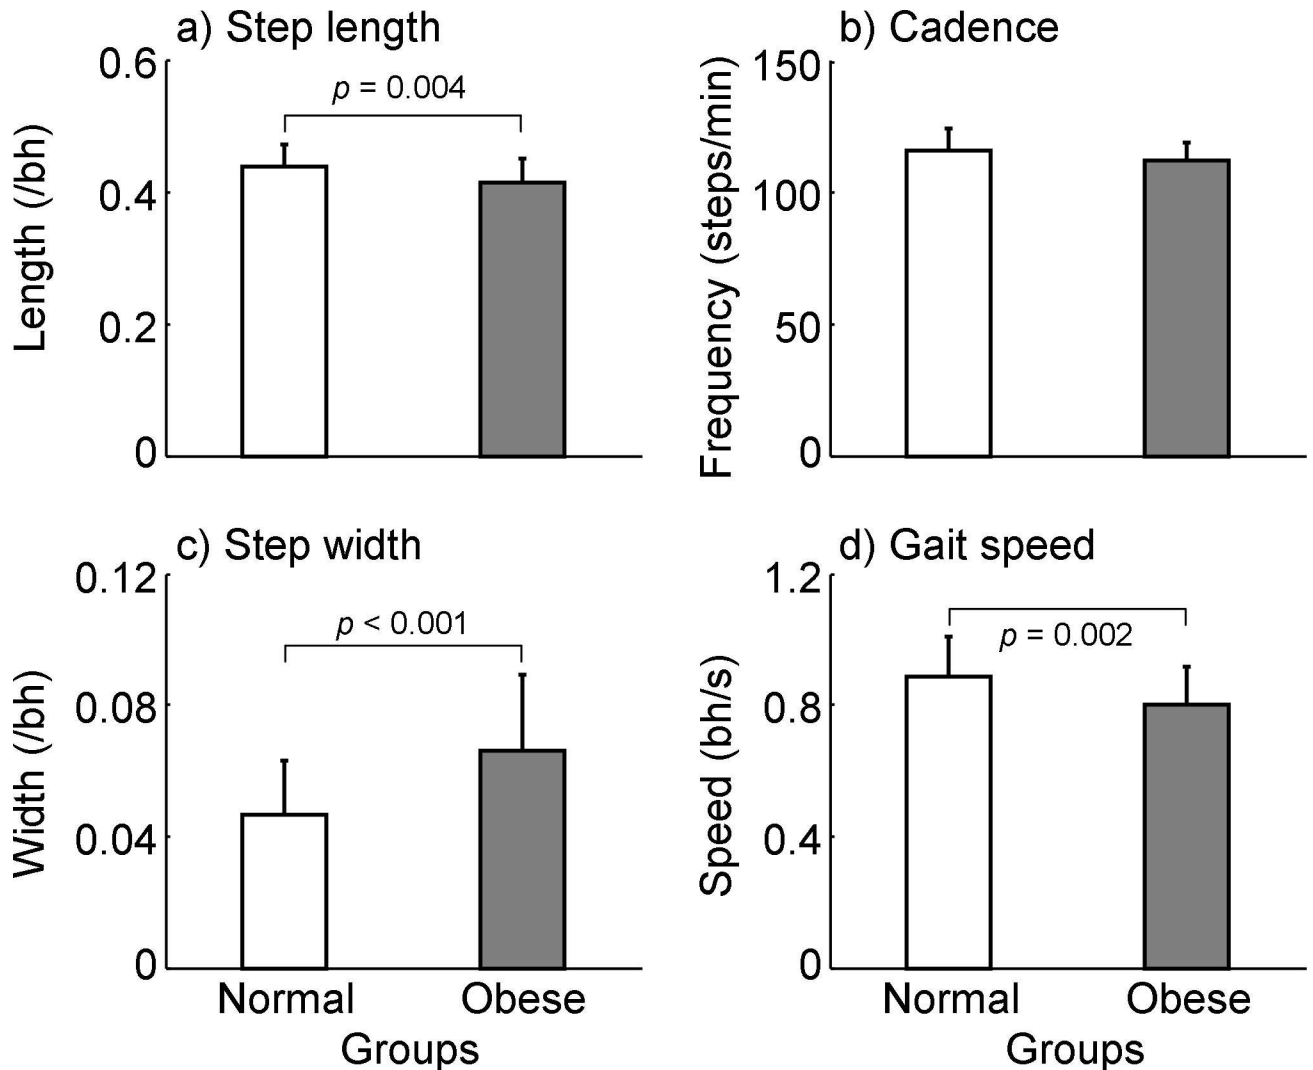 a) Step length
0.6
p = 0.004
0.4
0.2
0
Length (/bh)
b) Cadence
150
100
50
0
Frequency (steps/min)
c) Step width
0.12
p < 0.001
0.08
0.04
0
Width (/bh)
Normal
Obese
Groups
d) Gait speed
1.2
p = 0.002
0.8
0.4
0
Speed (bh/s)
Normal
Obese
Groups